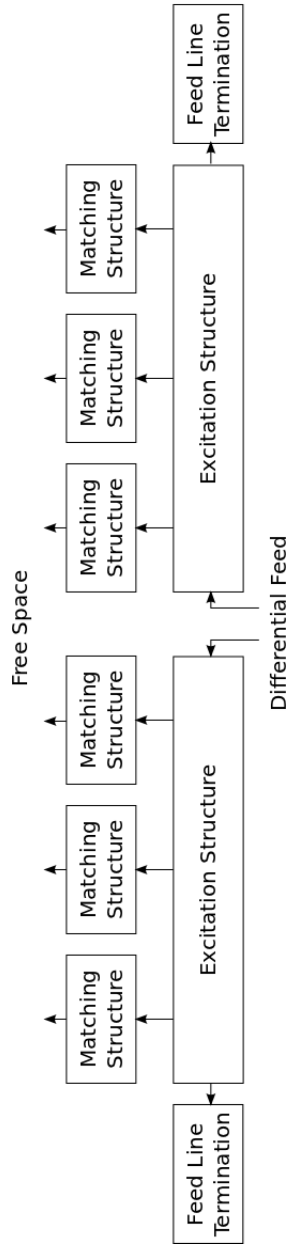 Free Space
Matching
Structure
Matching
Structure
Matching
Structure
Matching
Structure
Matching
Structure
Matching
Structure
Feed Line
Termination
Excitation Structure
Excitation Structure
Feed Line
Termination
Differential Feed